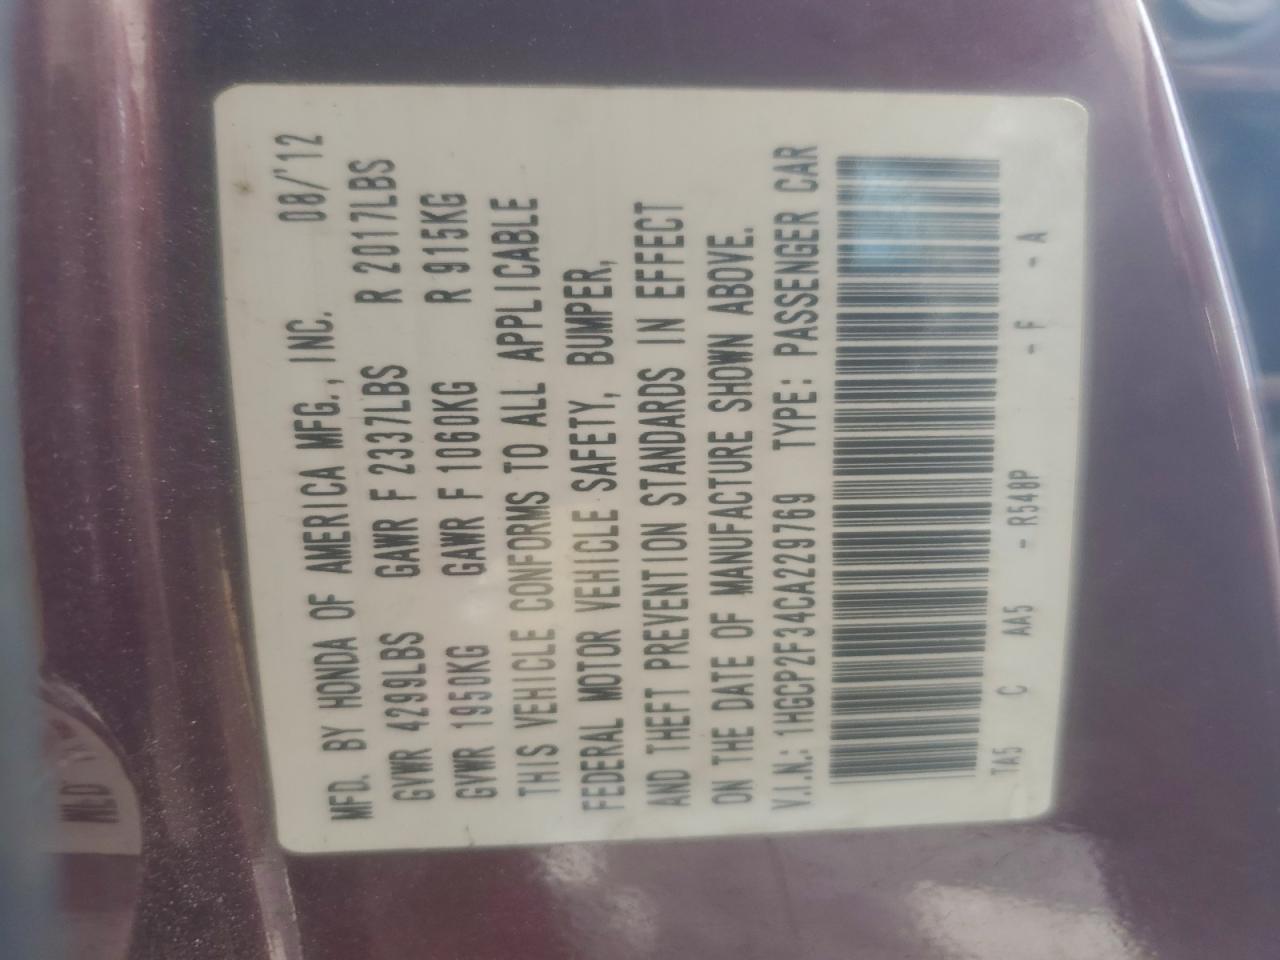 MFD. BY HONDA OF AMERICA MFG., INC. 08/'12
GVWR 4299LBS GAWR F 2337LBS R 2017LBS
GVWR 1950KG GAWR F 1060KG R 915KG
THIS VEHICLE CONFORMS TO ALL APPLICABLE
FEDERAL MOTOR VEHICLE SAFETY, BUMPER,
AND THEFT PREVENTION STANDARDS IN EFFECT
ON THE DATE OF MANUFACTURE SHOWN ABOVE.
V.I.N.: 1HGCP2F34CA229769 TYPE: PASSENGER CAR
TA5 C AA5 - R540P - F - A